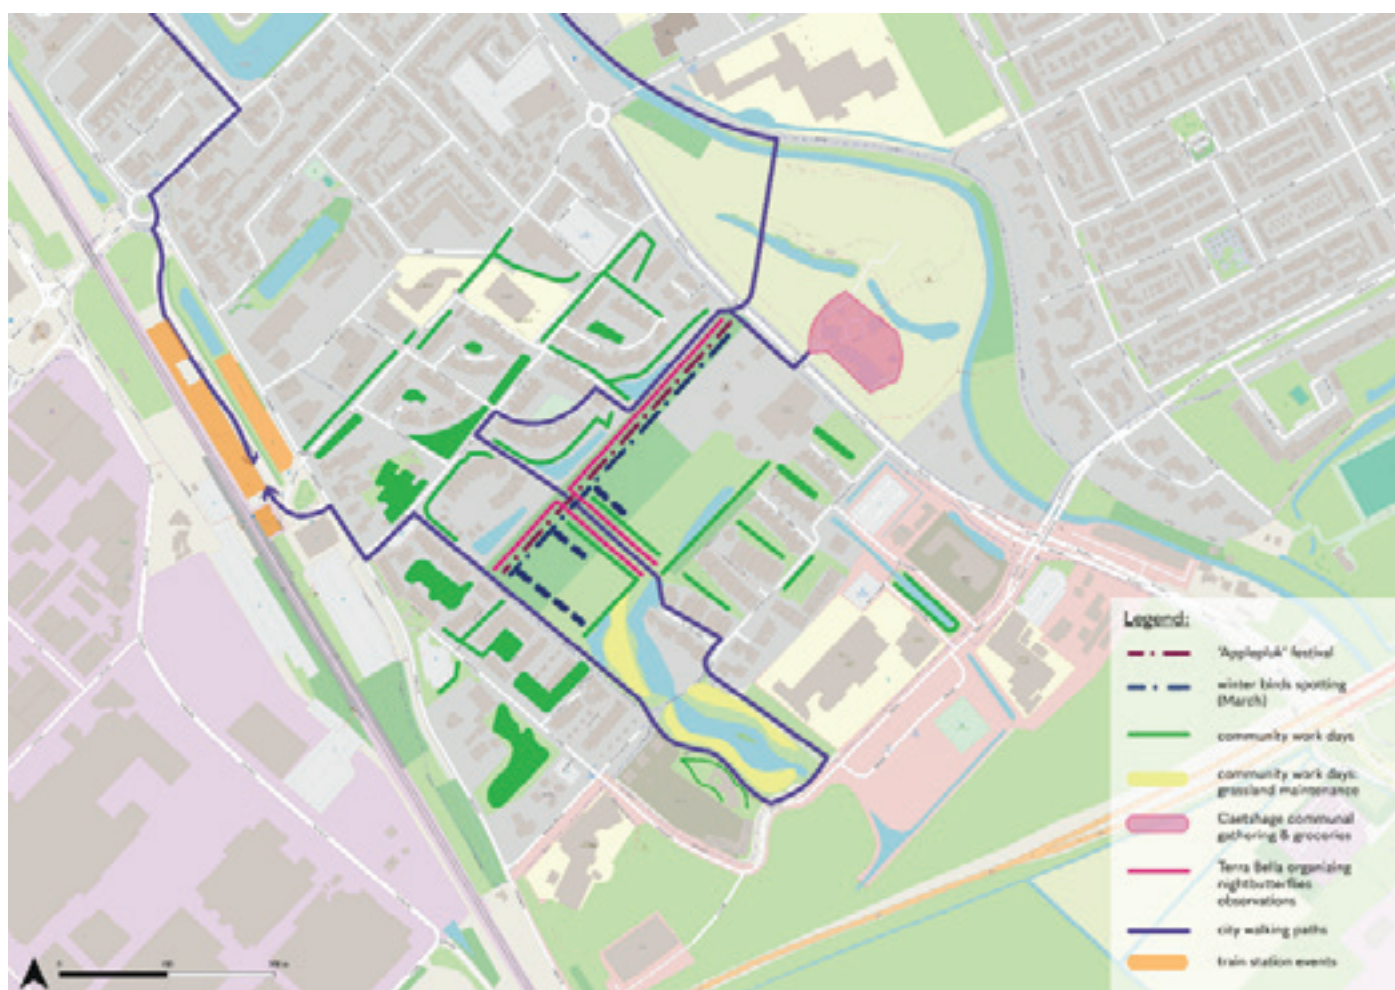 Legend:
'Applepluk' festival
winter birds spotting
(March)
community work days
community work days:
grassland maintenance
Caetshage communal
gathering & groceries
Terra Bella organizing
nightbutterflies
observations
city walking paths
train station events
0